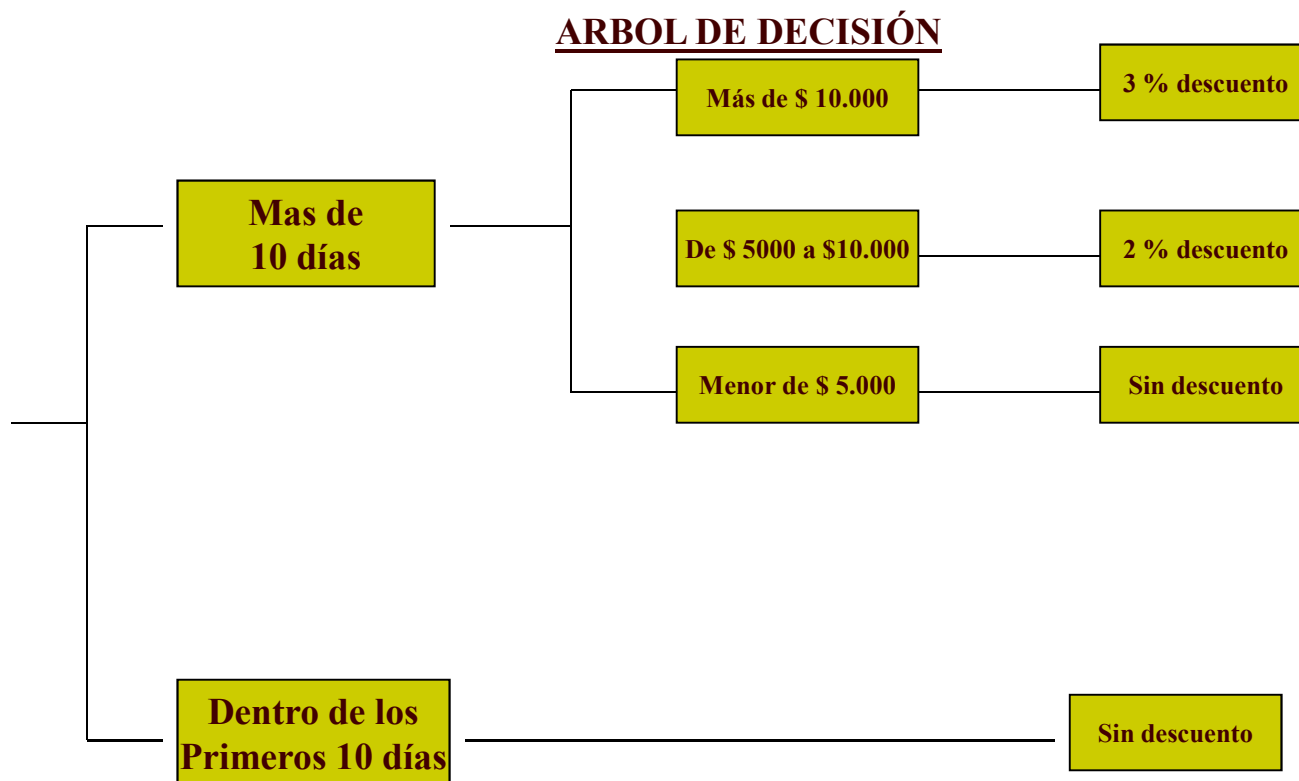 ARBOL DE DECISIÓN
Más de $ 10.000
3 % descuento
Mas de
10 días
De $ 5000 a $10.000
2 % descuento
Menor de $ 5.000
Sin descuento
Dentro de los
Primeros 10 días
Sin descuento